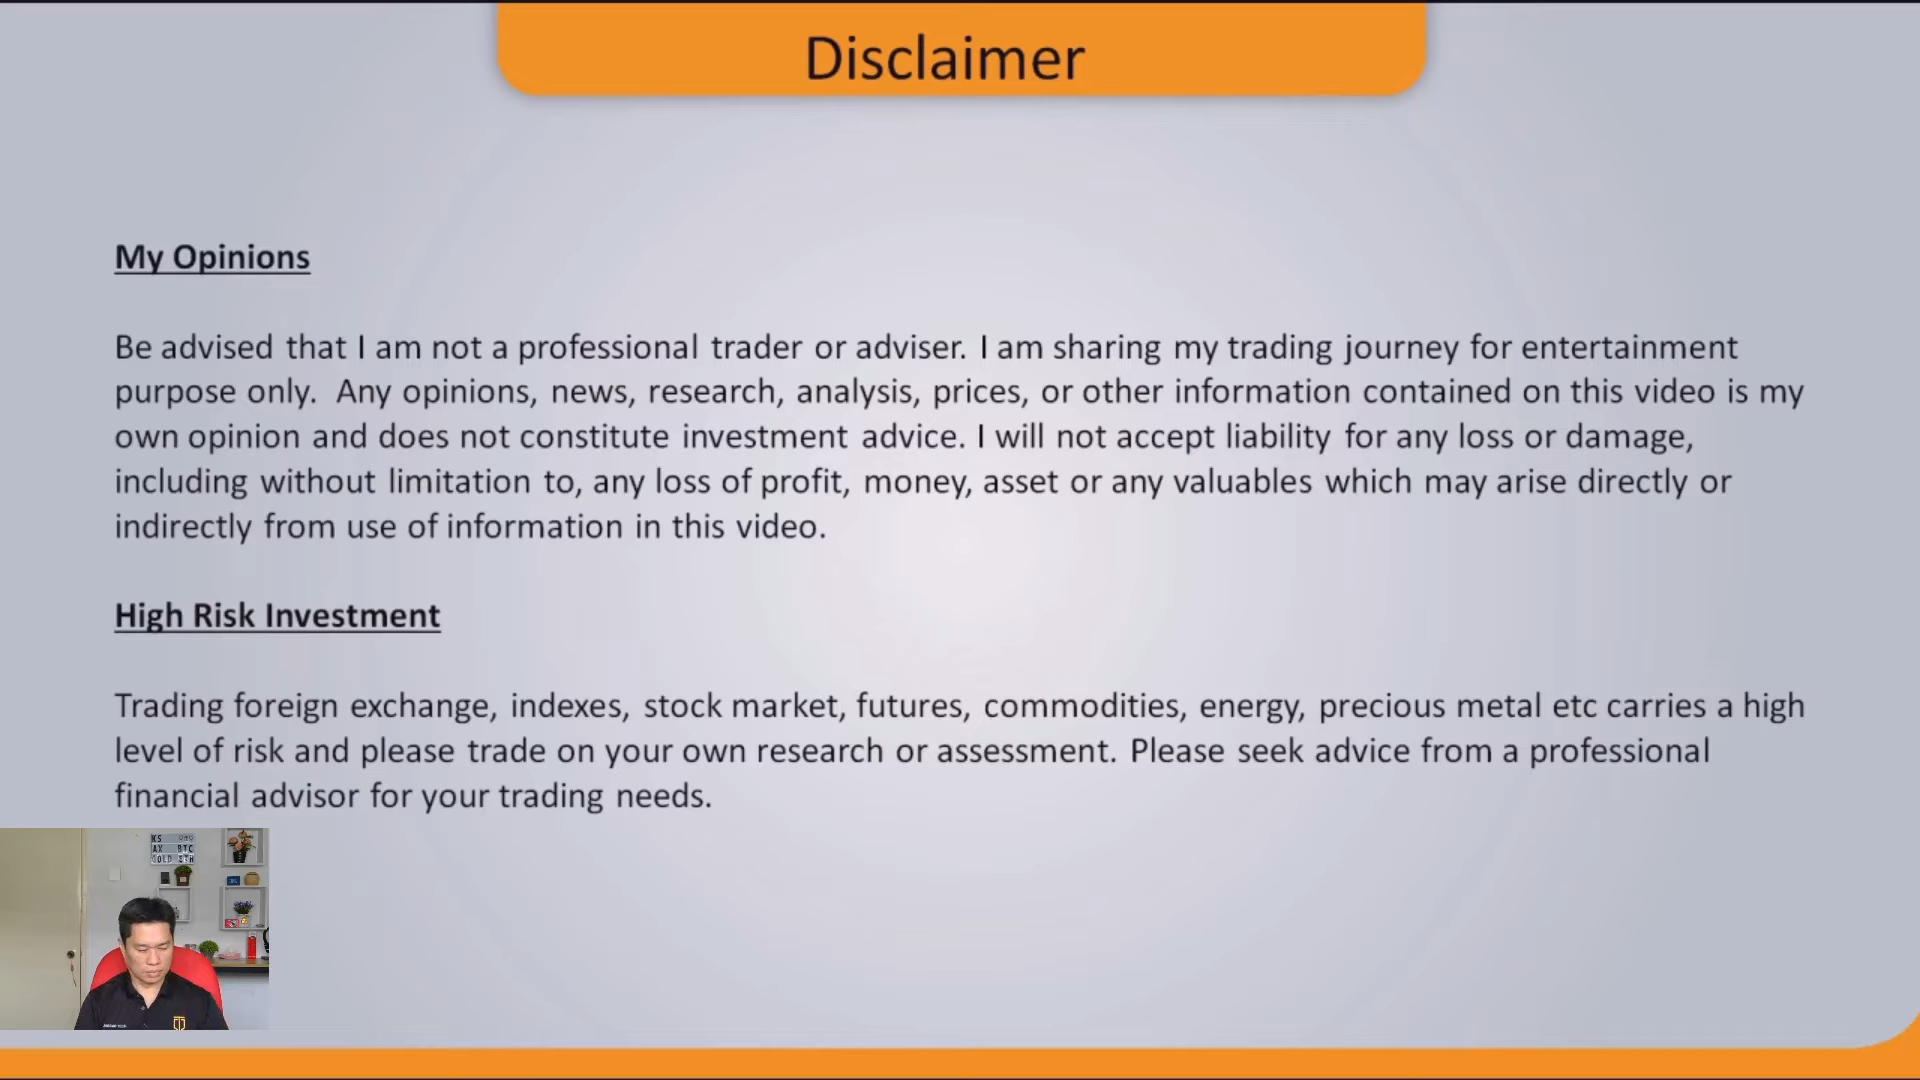 Disclaimer
My Opinions
Be advised that I am not a professional trader or adviser. I am sharing my trading journey for entertainment
purpose only. Any opinions, news, research, analysis, prices, or other information contained on this video is my
own opinion and does not constitute investment advice. I will not accept liability for any loss or damage,
including without limitation to, any loss of profit, money, asset or any valuables which may arise directly or
indirectly from use of information in this video.
High Risk Investment
Trading foreign exchange, indexes, stock market, futures, commodities, energy, precious metal etc carries a high
level of risk and please trade on your own research or assessment. Please seek advice from a professional
financial advisor for your trading needs.
KS
AX BTC
GOLD ETH